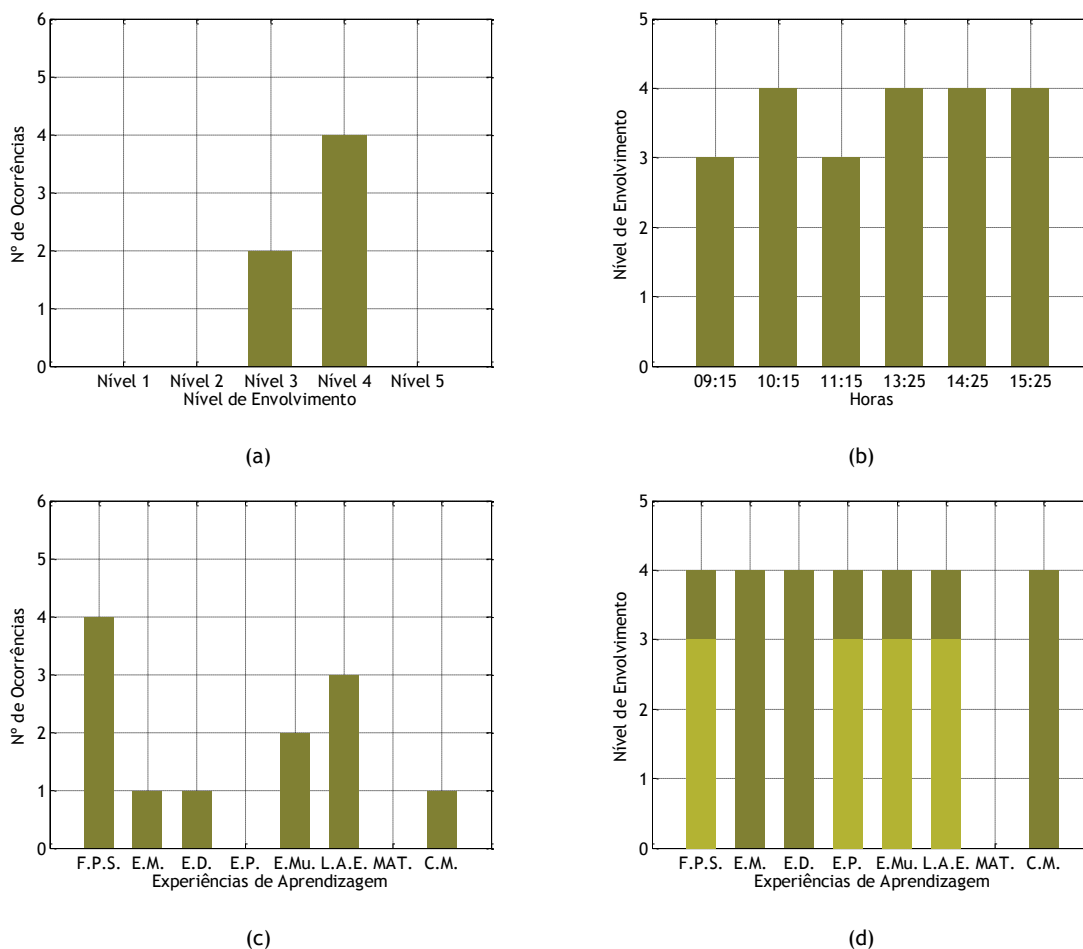 6
5
4
3
2
1
0
Nº de Ocorrências
Nível 1 Nível 2 Nível 3 Nível 4 Nível 5
Nível de Envolvimento
(a)
5
4
3
2
1
0
Nível de Envolvimento
09:15 10:15 11:15 13:25 14:25 15:25
Horas
(b)
6
5
4
3
2
1
0
Nº de Ocorrências
F.P.S. E.M. E.D. E.P. E.Mu. L.A.E. MAT. C.M.
Experiências de Aprendizagem
(c)
5
4
3
2
1
0
Nível de Envolvimento
F.P.S. E.M. E.D. E.P. E.Mu. L.A.E. MAT. C.M.
Experiências de Aprendizagem
(d)